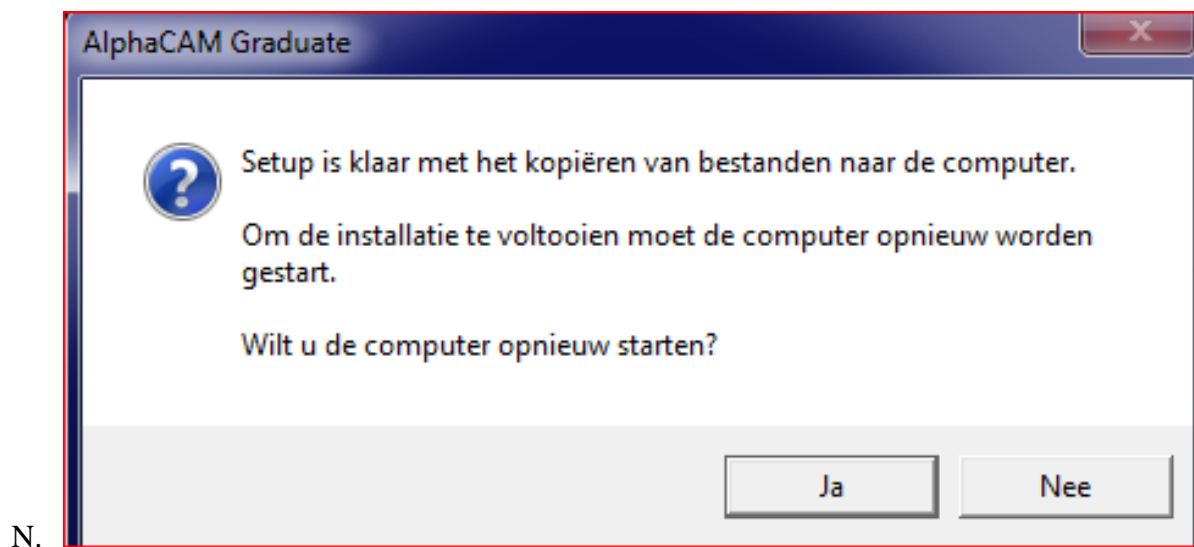 AlphaCAM Graduate
Setup is klaar met het kopiëren van bestanden naar de computer.
Om de installatie te voltooien moet de computer opnieuw worden
gestart.
Wilt u de computer opnieuw starten?
Ja Nee
N.